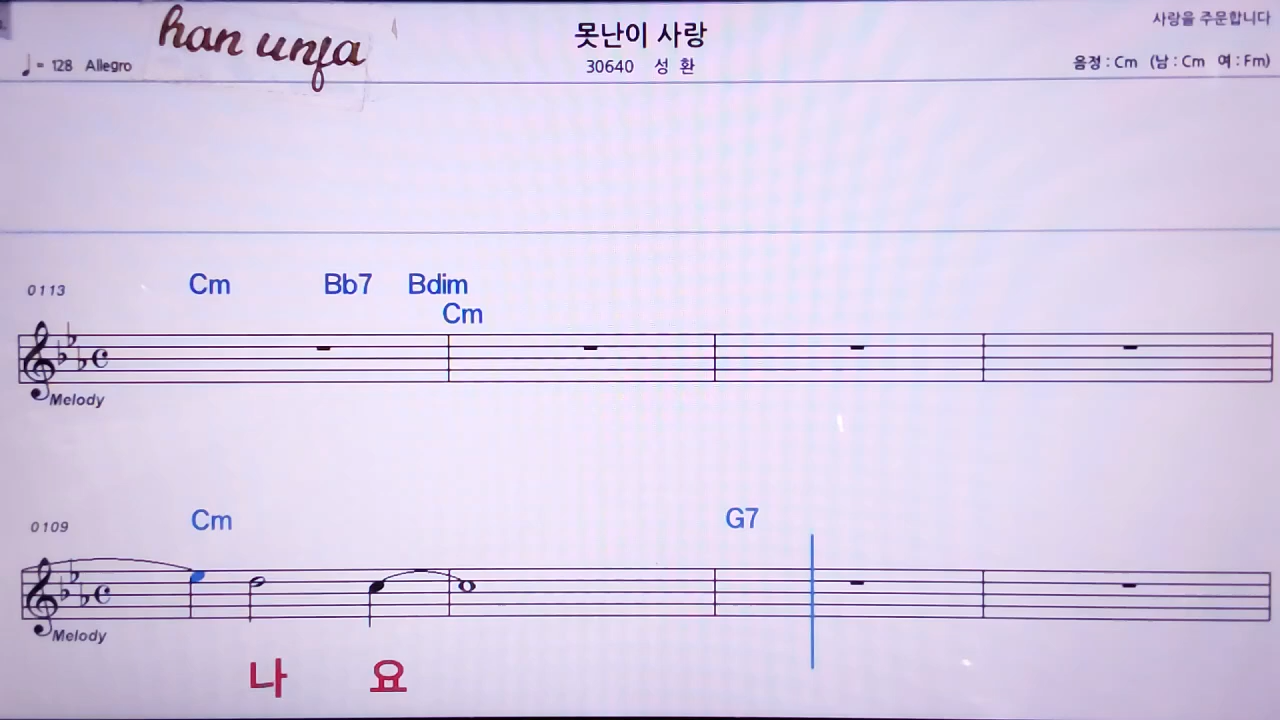 han unja
못난이 사랑
사랑을 주문합니다
♩= 128 Allegro
30640 성 환
음정 : Cm (남 : Cm 여 : Fm)
0113 Cm Bb7 Bdim
Cm
Melody
0109 Cm G7
Melody
나 요